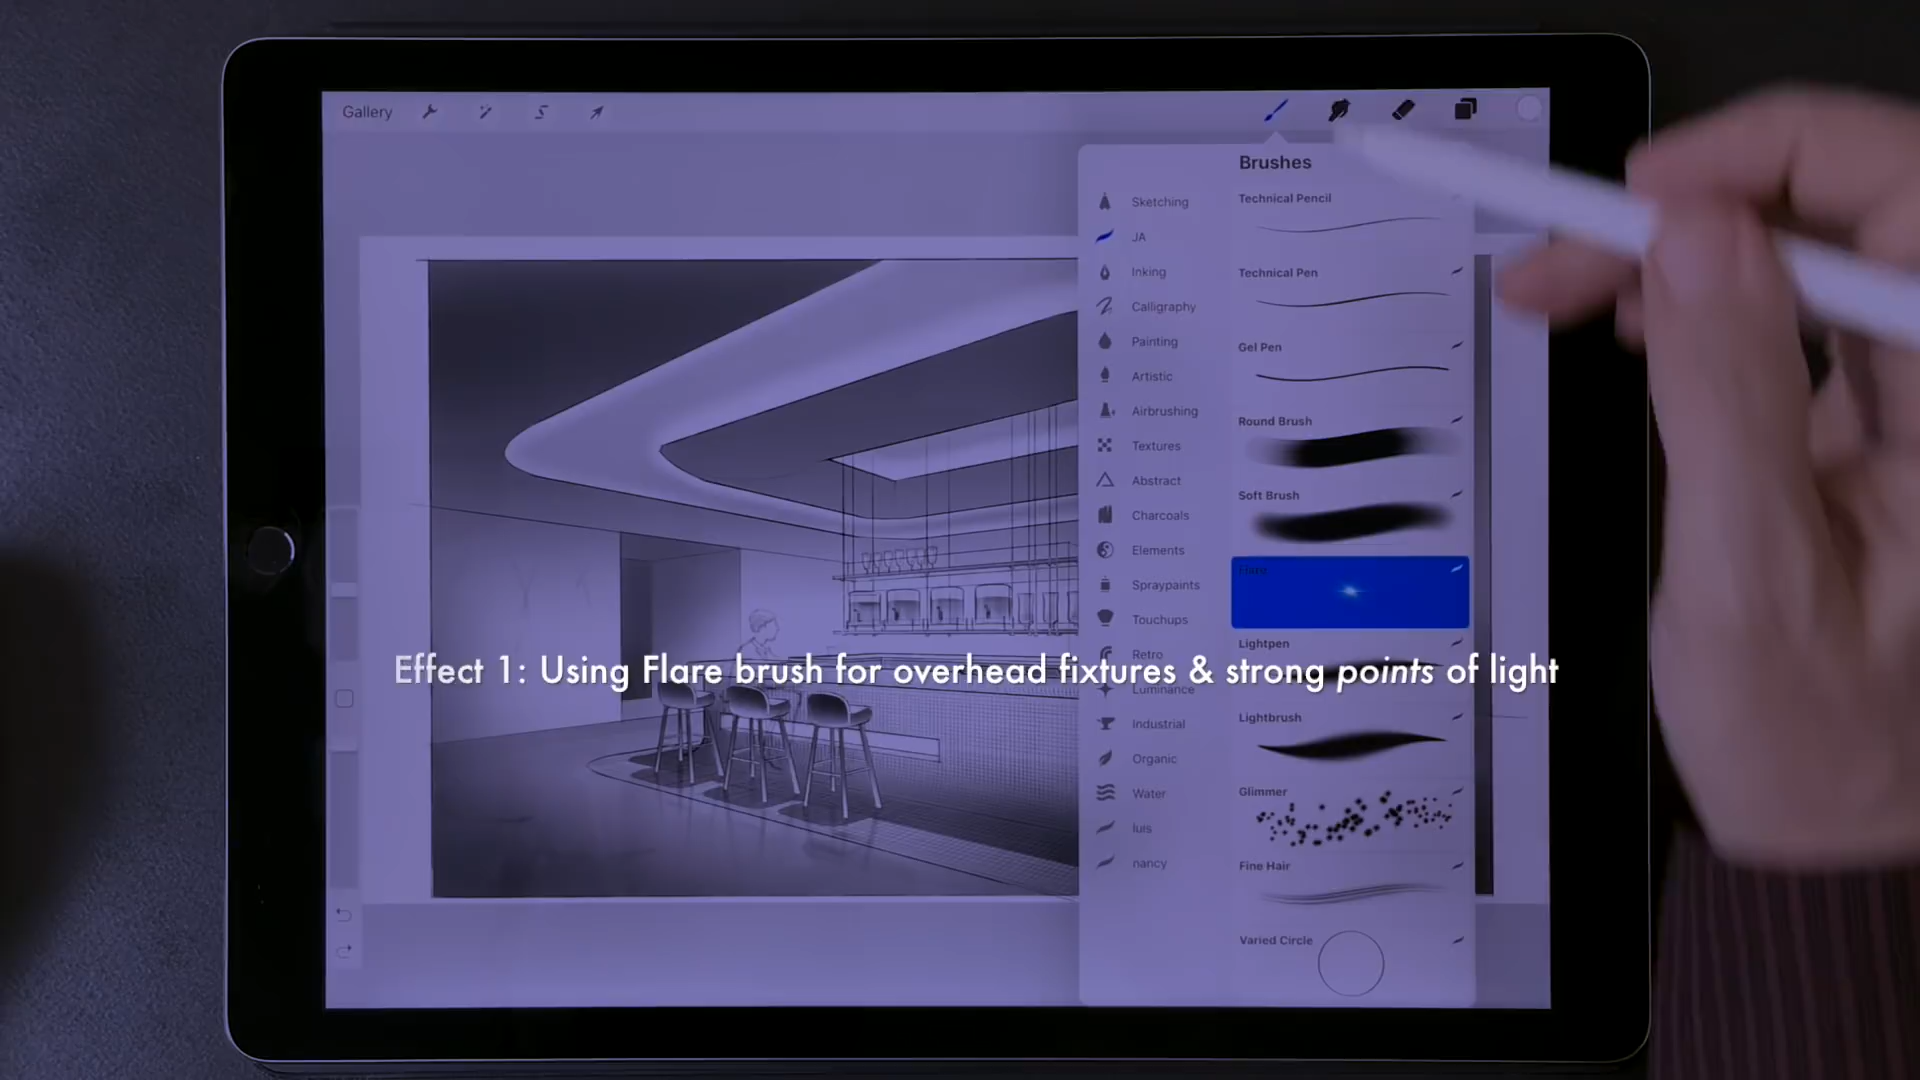 Gallery
Brushes
Sketching
JA
Inking
Calligraphy
Painting
Artistic
Airbrushing
Textures
Abstract
Charcoals
Elements
Spraypaints
Touchups
Retro
Luminance
Industrial
Organic
Water
luis
nancy
Technical Pencil
Technical Pen
Gel Pen
Round Brush
Soft Brush
Flare
Lightpen
Lightbrush
Glimmer
Fine Hair
Varied Circle
Effect 1: Using Flare brush for overhead fixtures & strong points of light